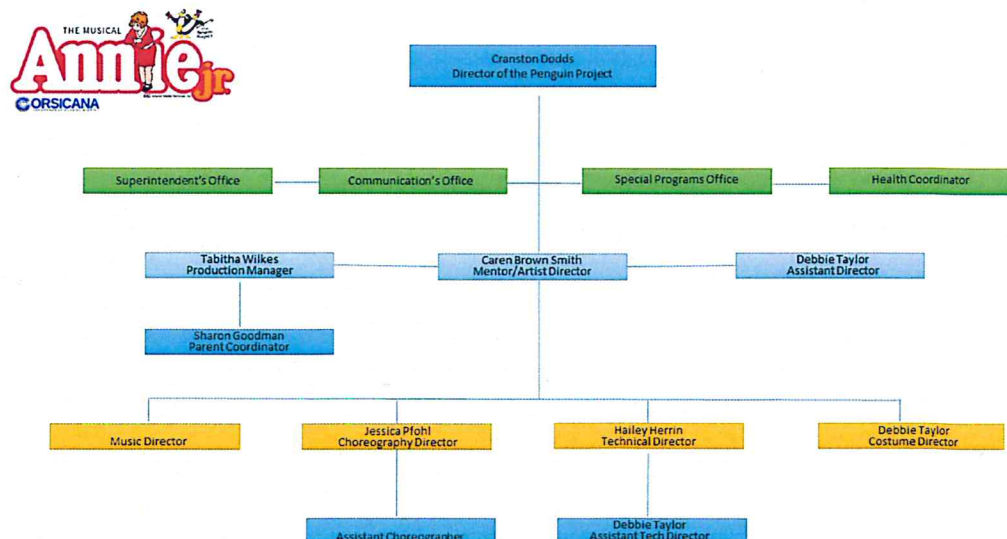 THE MUSICAL
Annie jr.
CORSICANA
Cranston Dodds
Director of the Penguin Project
Superintendent's Office
Communication's Office
Special Programs Office
Health Coordinator
Tabitha Wilkes
Production Manager
Caren Brown Smith
Mentor/Artist Director
Debbie Taylor
Assistant Director
Sharon Goodman
Parent Coordinator
Music Director
Jessica Pfohl
Choreography Director
Hailey Herrin
Technical Director
Debbie Taylor
Costume Director
Assistant Choreographer
Debbie Taylor
Assistant Tech Director